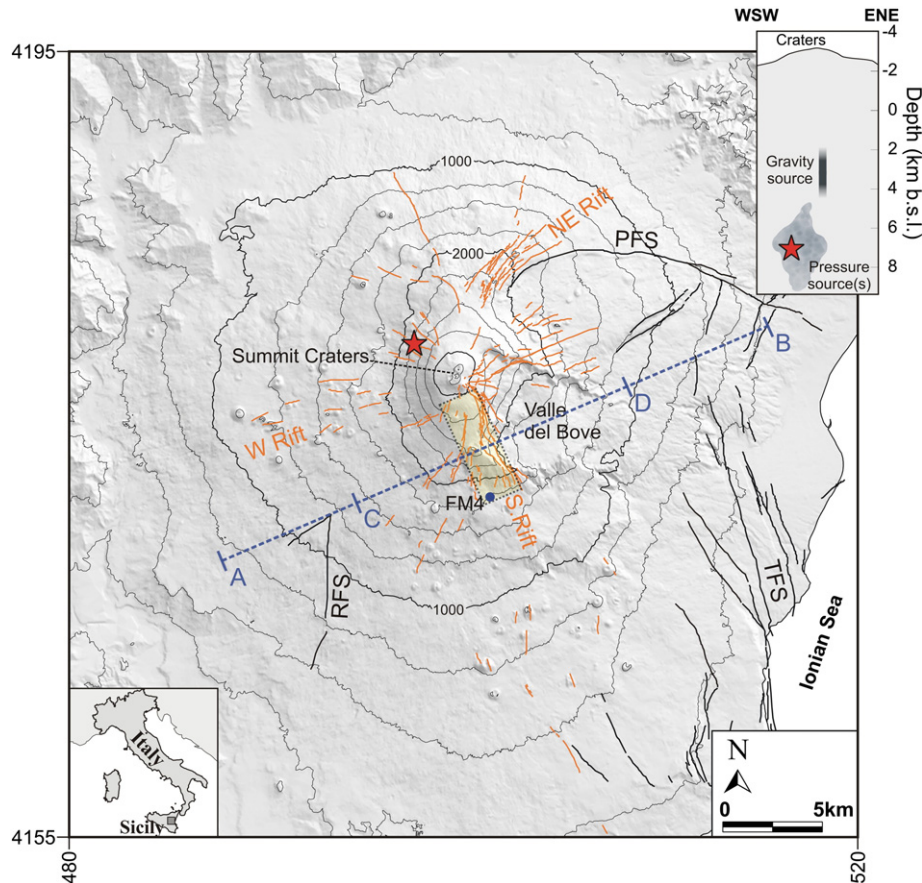 WSW
ENE
4195
Craters
-4
-2
0
2
4
6
8
Depth (km b.s.l.)
Gravity
source
Pressure
source(s)
1000
NE Rift
2000
PFS
Summit Craters
B
D
Valle
del Bove
W Rift
C
FM4
S Rift
A
RFS
1000
TFS
Ionian Sea
Italy
Sicily
N
0
5km
4155
480
520